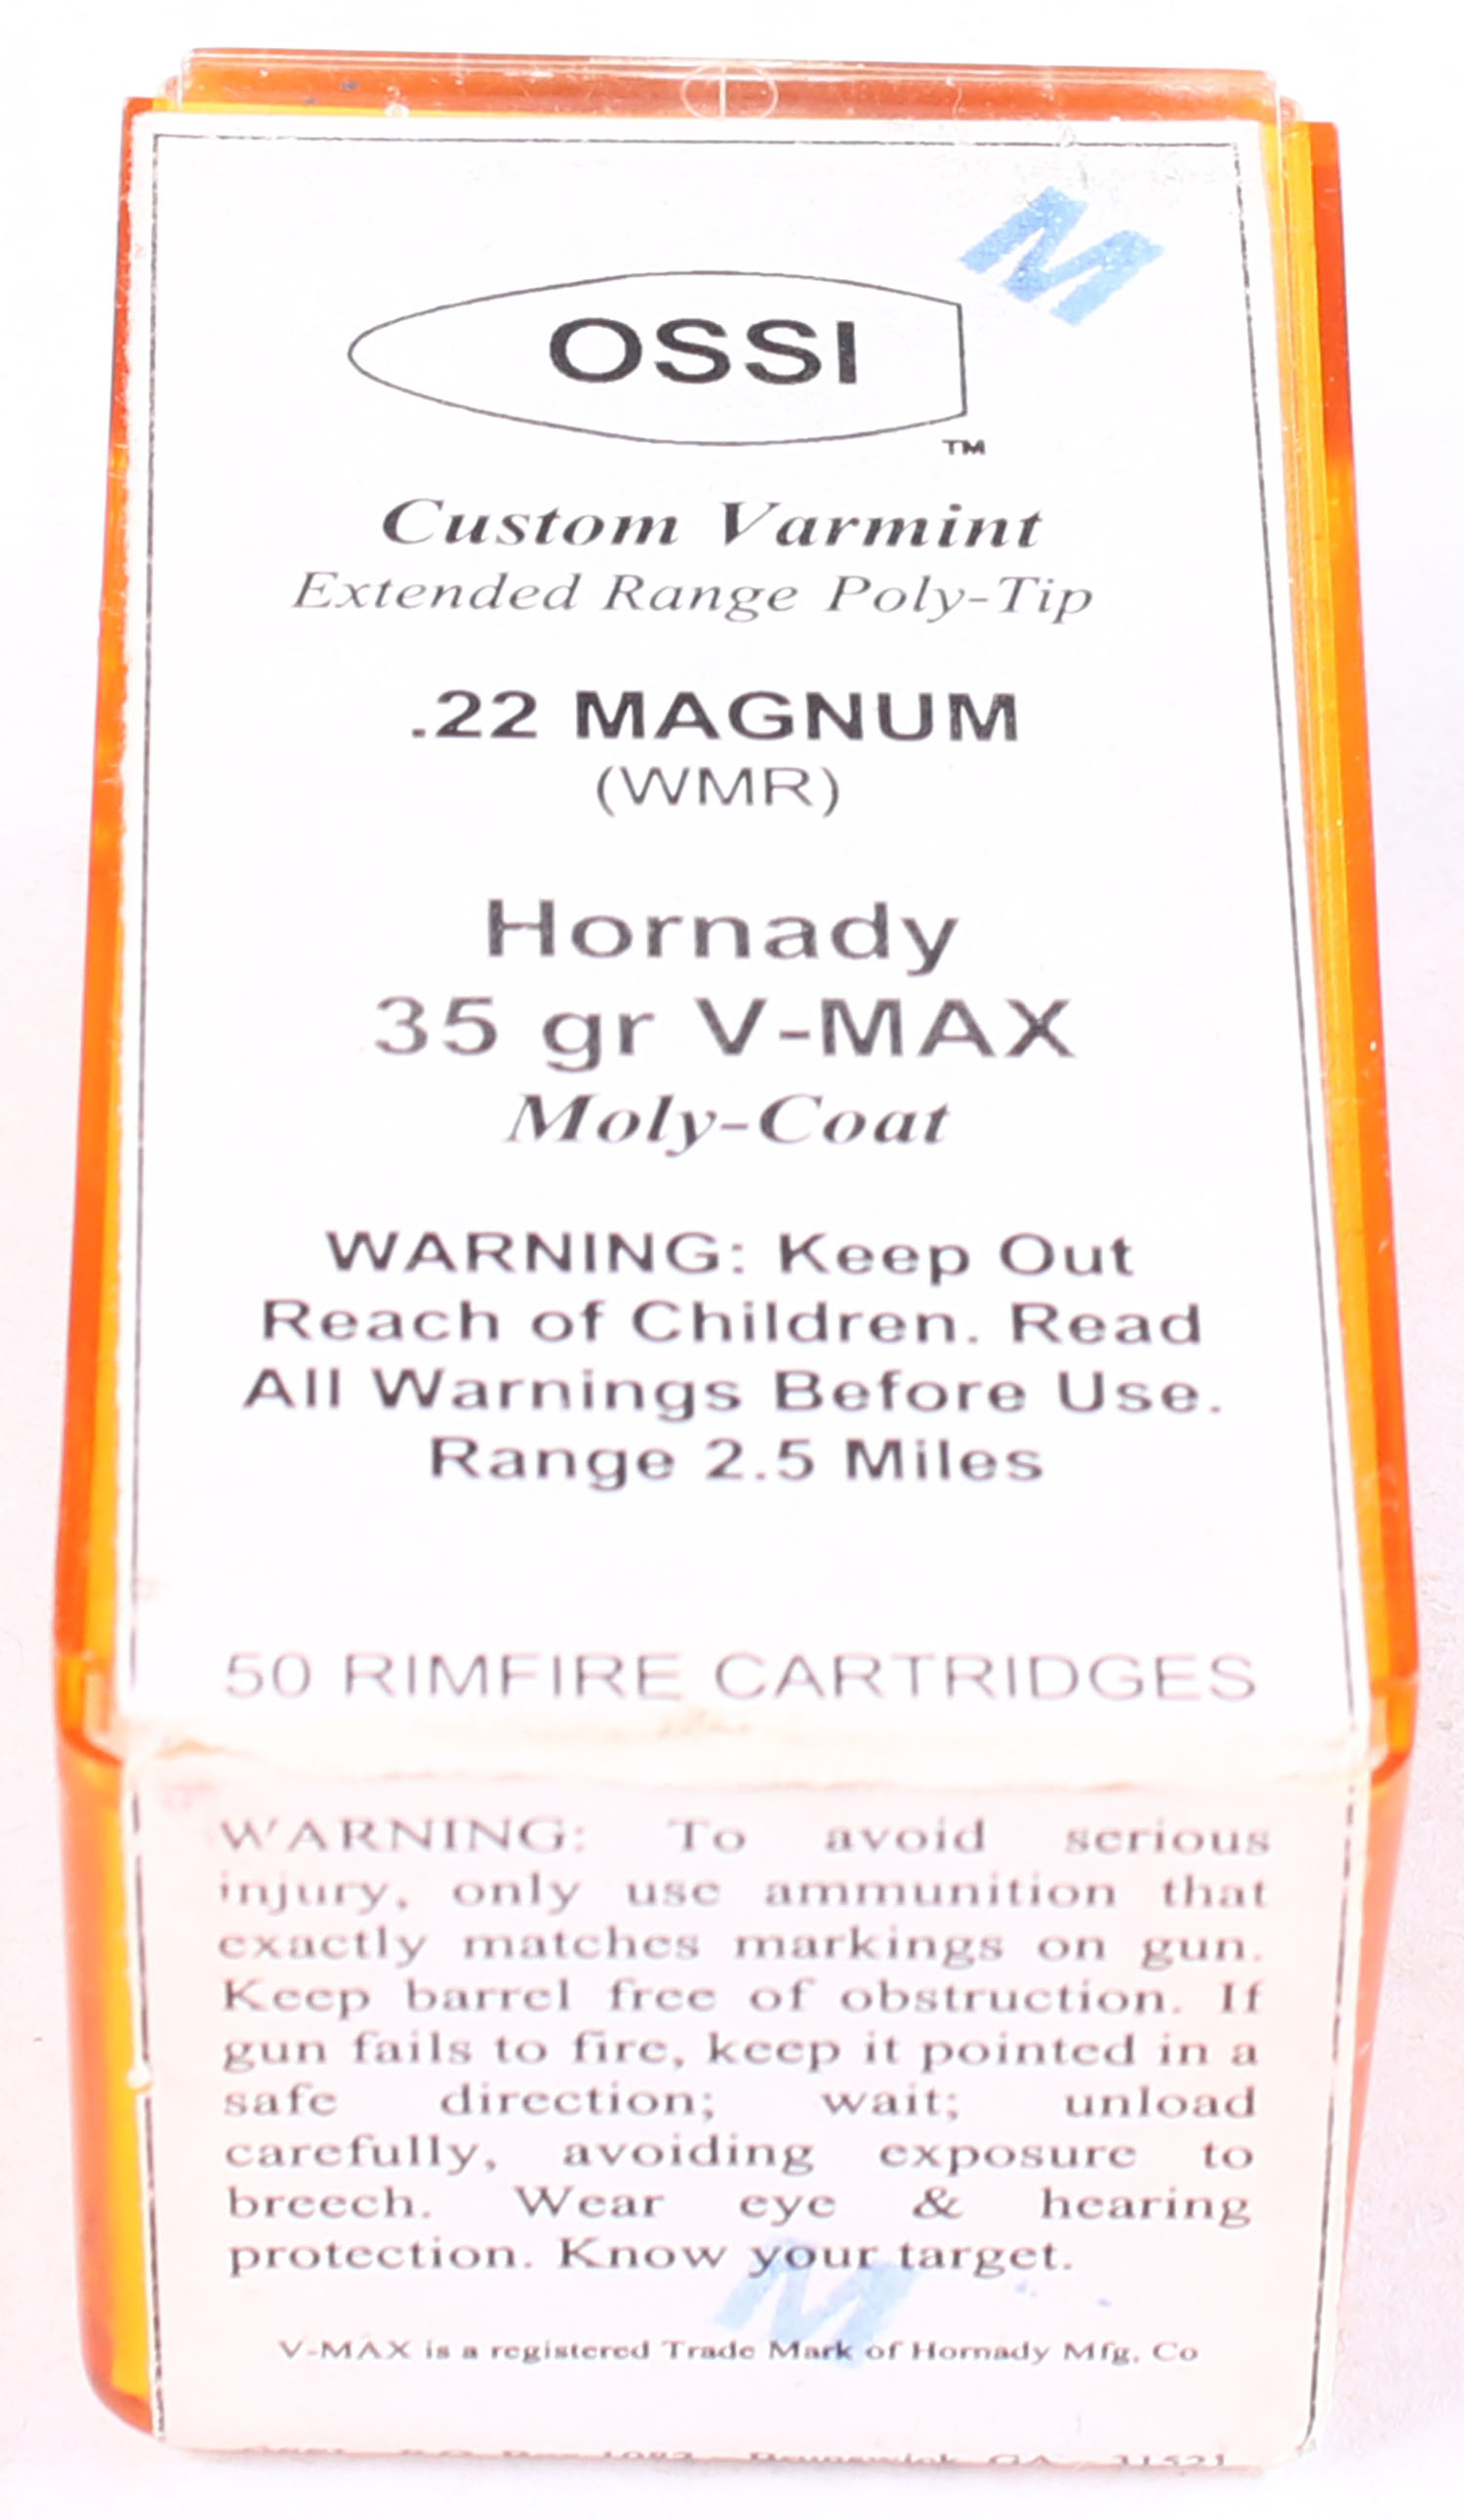 M
OSSI
TM
Custom Varmint
Extended Range Poly-Tip
.22 MAGNUM
(WMR)
Hornady
35 gr V-MAX
Moly-Coat
WARNING: Keep Out
Reach of Children. Read
All Warnings Before Use.
Range 2.5 Miles
50 RIMFIRE CARTRIDGES
WARNING: To avoid serious
injury, only use ammunition that
exactly matches markings on gun.
Keep barrel free of obstruction. If
gun fails to fire, keep it pointed in a
safe direction; wait; unload
carefully, avoiding exposure to
breech. Wear eye & hearing
protection. Know your target.
M
V-MAX is a registered Trade Mark of Hornady Mfg. Co
Brunswick GA 31521